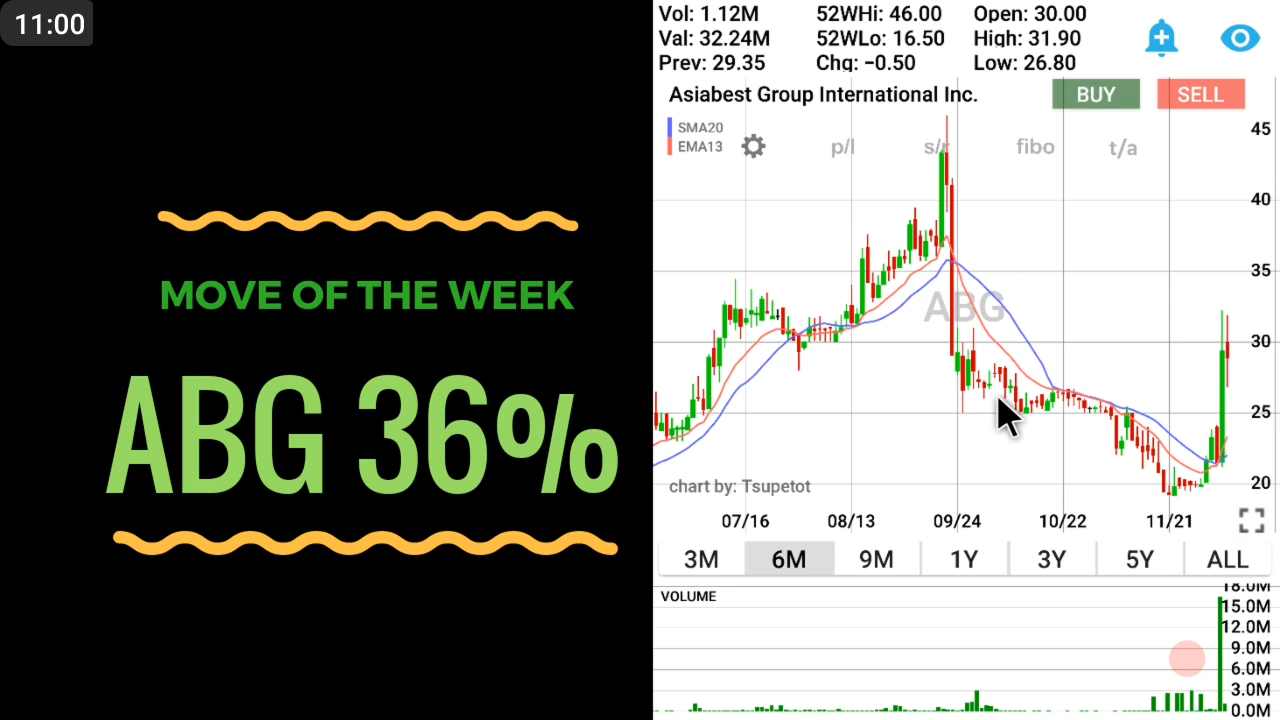 11:00
MOVE OF THE WEEK
ABG 36%
Vol: 1.12M 52WHi: 46.00 Open: 30.00
Val: 32.24M 52WLo: 16.50 High: 31.90
Prev: 29.35 Chg: −0.50 Low: 26.80
Asiabest Group International Inc. BUY SELL
SMA20
EMA13
p/l s/r fibo t/a
45
40
35
ABG
30
25
20
chart by: Tsupetot
07/16 08/13 09/24 10/22 11/21
3M 6M 9M 1Y 3Y 5Y ALL
VOLUME
18.0M
15.0M
12.0M
9.0M
6.0M
3.0M
0.0M